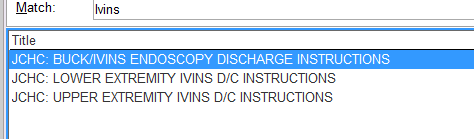 Match: Ivins
Title
JCHC: BUCK/IVINS ENDOSCOPY DISCHARGE INSTRUCTIONS
JCHC: LOWER EXTREMITY IVINS D/C INSTRUCTIONS
JCHC: UPPER EXTREMITY IVINS D/C INSTRUCTIONS